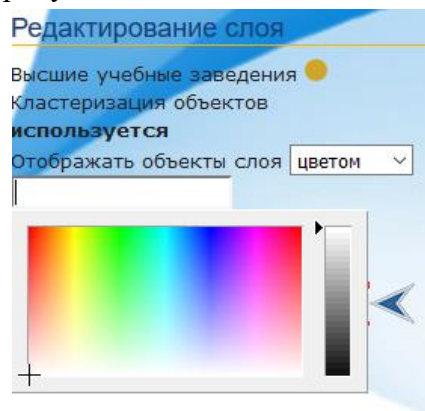 Редактирование слоя
Высшие учебные заведения
Кластеризация объектов
используется
Отображать объекты слоя цветом